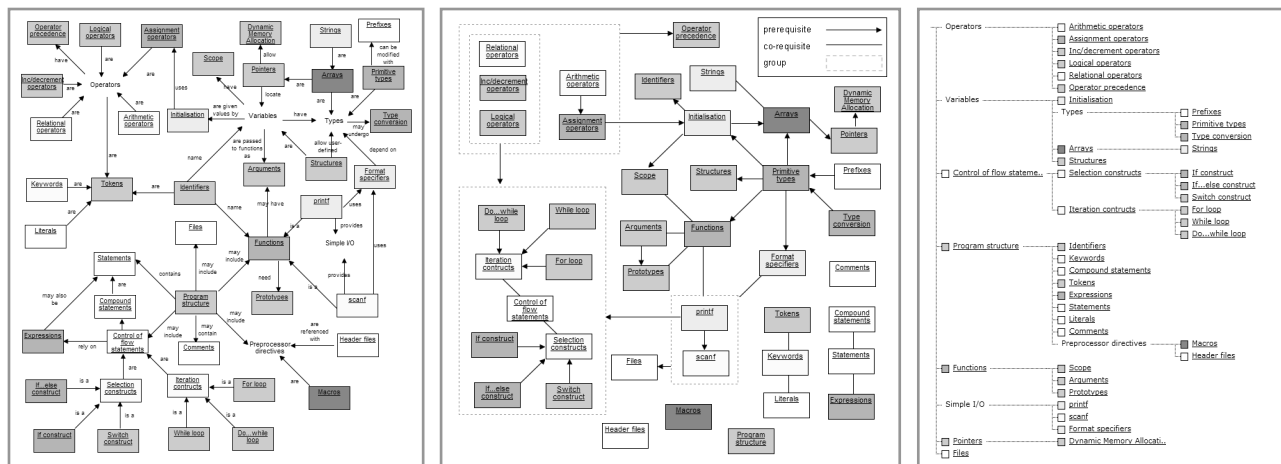 Operator
precedence
Logical
operators
Assignment
operators
Dynamic
Memory
Allocation
Strings
Prefixes
have
are
are
allow
are
can be
modified
with
Scope
Pointers
Arrays
Primitive
types
Inc/decrement
operators
are
Operators
have
locate
are
are
uses
are given
values by
Variables
have
Types
may
undergo
Type
conversion
Relational
operators
Arithmetic
operators
Initialisation
are
are passed
to functions
as
are
allow user-
defined
depend on
name
Arguments
Structures
Format
specifiers
Keywords
are
Tokens
are
Identifiers
may have
printf
uses
are
name
is a
provides
Literals
Files
Functions
Simple I/O
uses
Statements
may
include
may
include
provides
contains
need
is a
are
may also
be
Compound
statements
Program
structure
Prototypes
scanf
are
may
include
may
contain
may
include
are
referenced
with
Expressions
rely on
Control of
flow
statements
Comments
Preprocessor
directives
Header files
are
are
are
If...else
construct
is a
Selection
constructs
Iteration
contructs
is a
For loop
Macros
is a
is a
is a
is a
If construct
Switch
construct
While loop
Do...while
loop
Operator
precedence
prerequisite
co-requisite
group
Relational
operators
Inc/decrement
operators
Logical
operators
Arithmetic
operators
Assignment
operators
Identifiers
Strings
Initialisation
Arrays
Dynamic
Memory
Allocation
Pointers
Scope
Structures
Primitive
types
Prefixes
Do...while
loop
While loop
Arguments
Functions
Type
conversion
Iteration
constructs
For loop
Prototypes
Format
specifiers
Comments
Control of
flow
statements
printf
Tokens
Compound
statements
If construct
Selection
constructs
Files
scanf
Keywords
Statements
If...else
construct
Switch
construct
Literals
Expressions
Macros
Header files
Program
structure
Operators
Arithmetic operators
Assignment operators
Inc/decrement operators
Logical operators
Relational operators
Operator precedence
Variables
Initialisation
Types
Prefixes
Primitive types
Type conversion
Arrays
Strings
Structures
Control of flow stateme..
Selection constructs
If construct
If...else construct
Switch construct
Iteration contructs
For loop
While loop
Do...while loop
Program structure
Identifiers
Keywords
Compound statements
Tokens
Expressions
Statements
Literals
Comments
Preprocessor directives
Macros
Header files
Functions
Scope
Arguments
Prototypes
Simple I/O
printf
scanf
Format specifiers
Pointers
Dynamic Memory Allocati..
Files